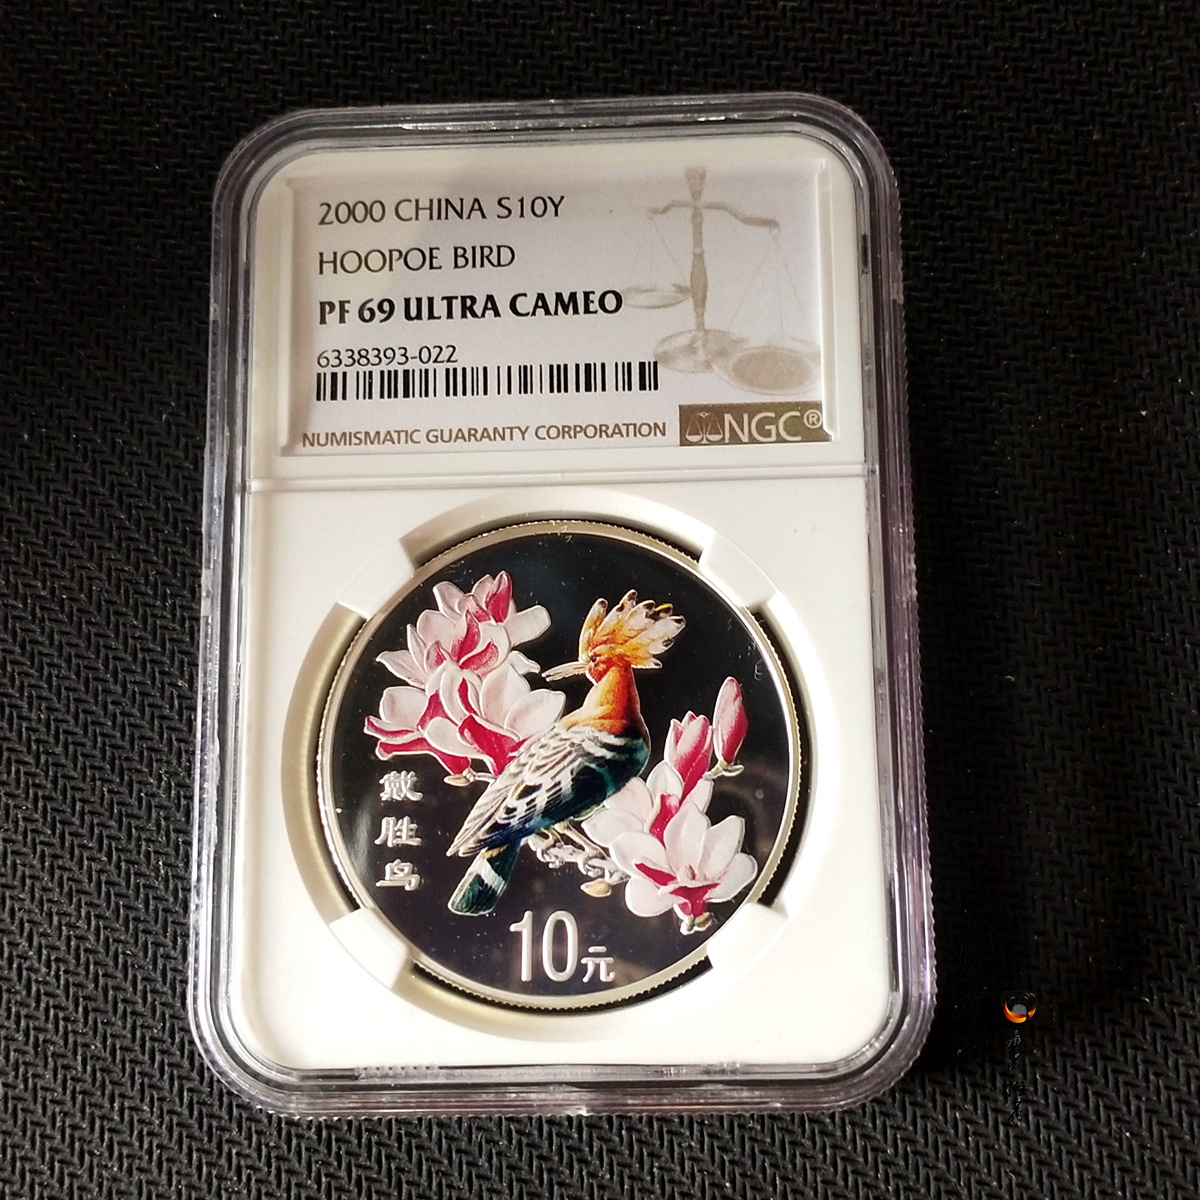 2000 CHINA S10Y
HOOPOE BIRD
PF 69 ULTRA CAMEO
6338393-022
NUMISMATIC GUARANTY CORPORATION
NGC®
戴胜鸟
10元